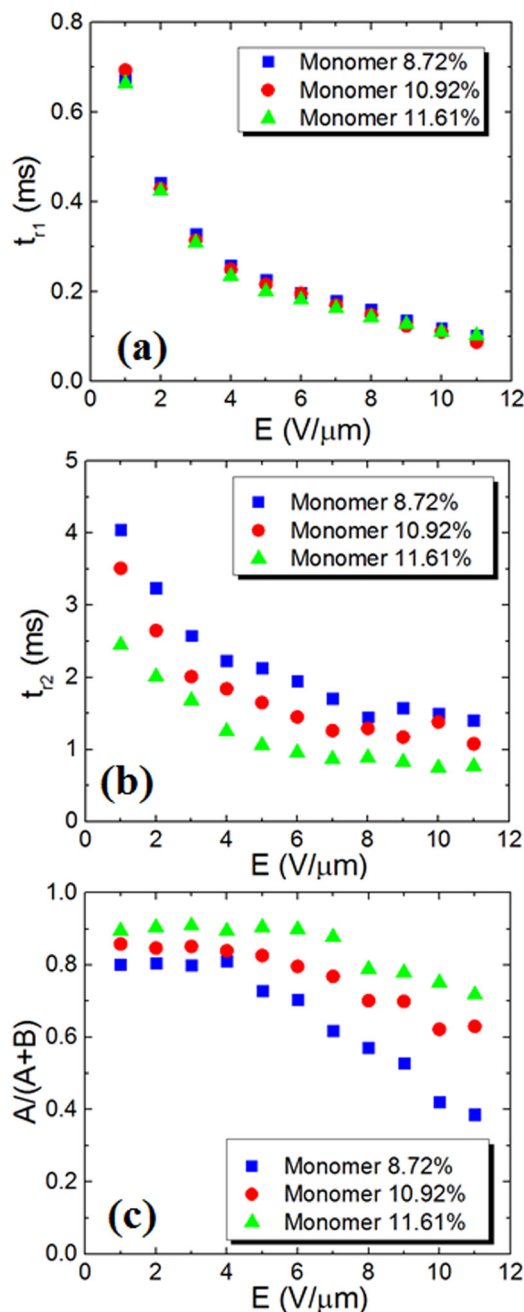 0.8
0.6
0.4
0.2
0.0
t_r1 (ms)
Monomer 8.72%
Monomer 10.92%
Monomer 11.61%
(a)
0 2 4 6 8 10 12
E (V/μm)
5
4
3
2
1
0
t_r2 (ms)
Monomer 8.72%
Monomer 10.92%
Monomer 11.61%
(b)
0 2 4 6 8 10 12
E (V/μm)
1.0
0.8
0.6
0.4
0.2
0.0
A/(A+B)
Monomer 8.72%
Monomer 10.92%
Monomer 11.61%
(c)
0 2 4 6 8 10 12
E (V/μm)